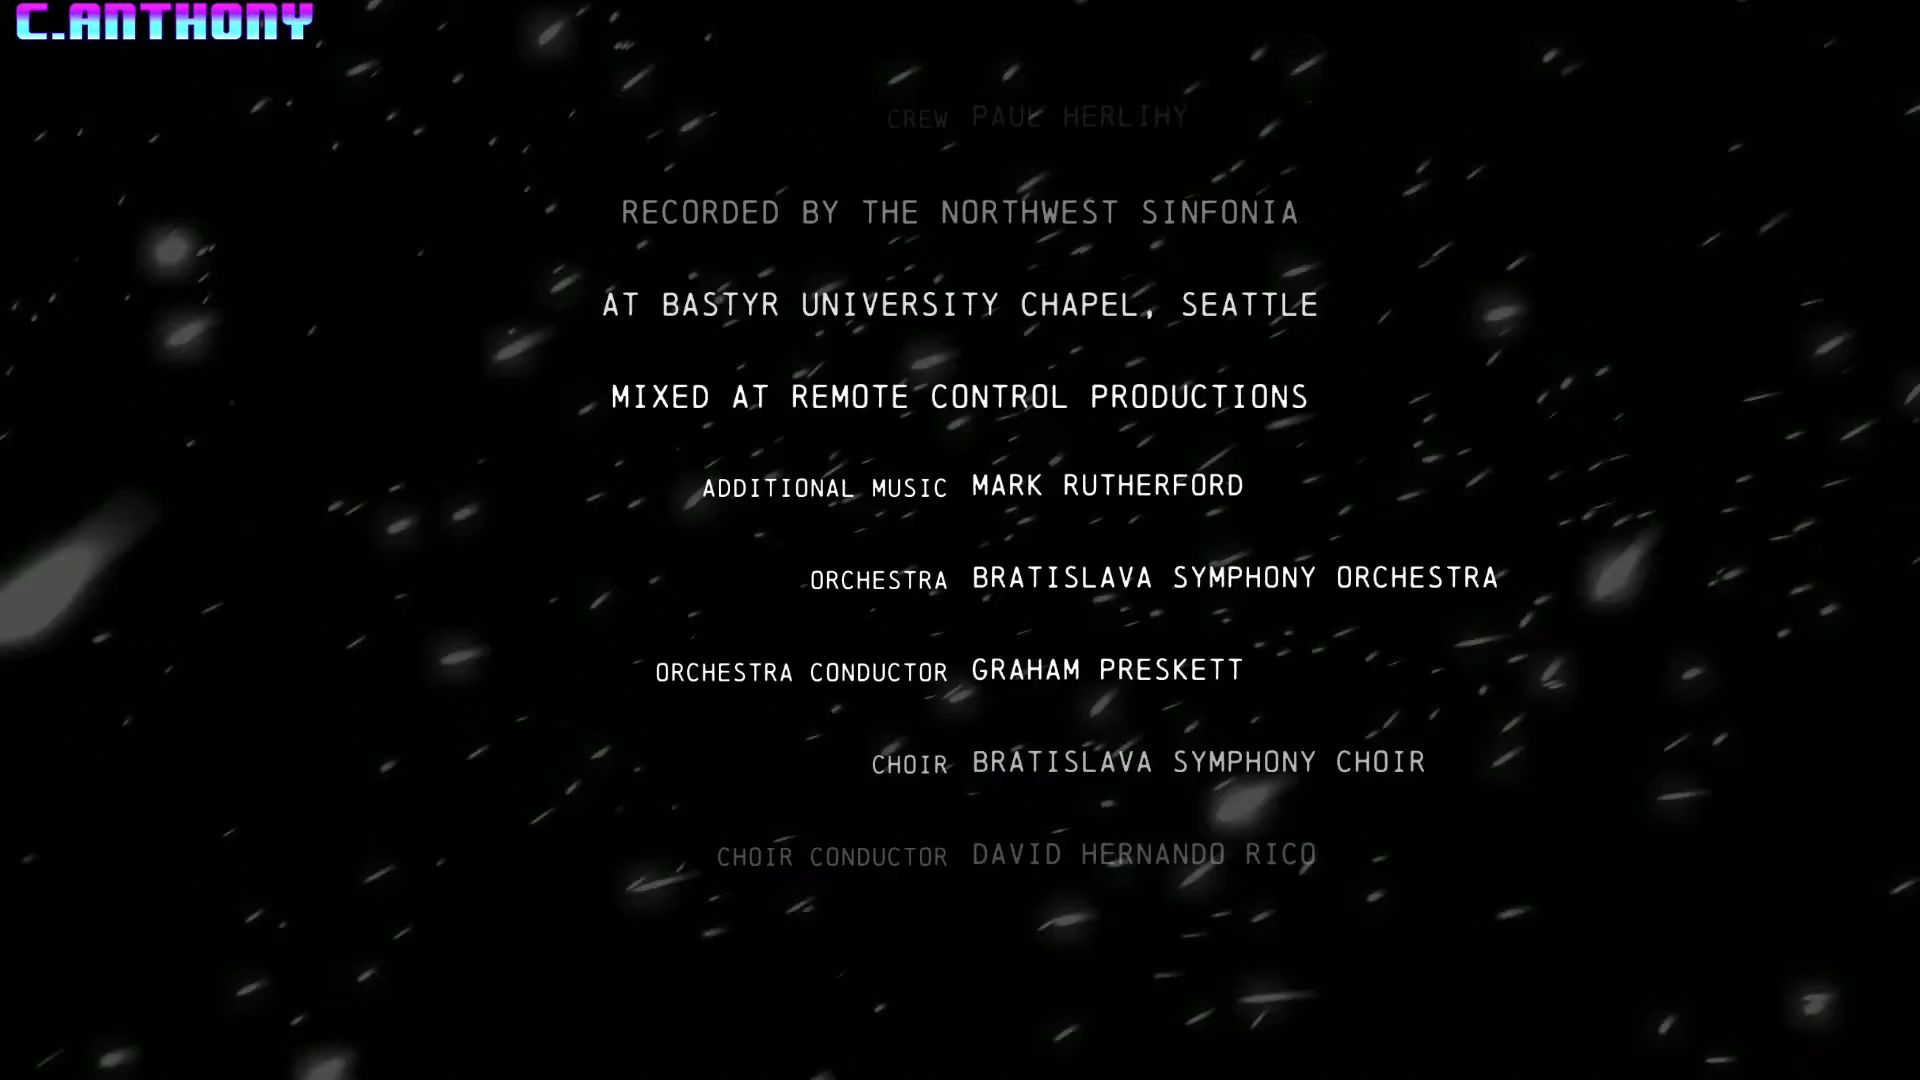 C.ANTHONY
CREW PAUL HERLIHY
RECORDED BY THE NORTHWEST SINFONIA
AT BASTYR UNIVERSITY CHAPEL, SEATTLE
MIXED AT REMOTE CONTROL PRODUCTIONS
ADDITIONAL MUSIC MARK RUTHERFORD
ORCHESTRA BRATISLAVA SYMPHONY ORCHESTRA
ORCHESTRA CONDUCTOR GRAHAM PRESKETT
CHOIR BRATISLAVA SYMPHONY CHOIR
CHOIR CONDUCTOR DAVID HERNANDO RICO